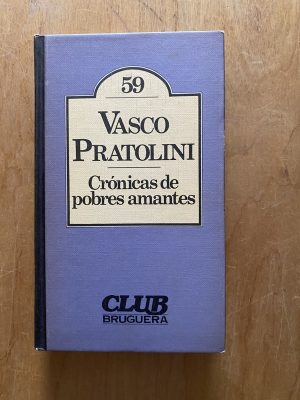 59
VASCO
PRATOLINI
Crónicas de
pobres amantes
CLUB
BRUGUERA